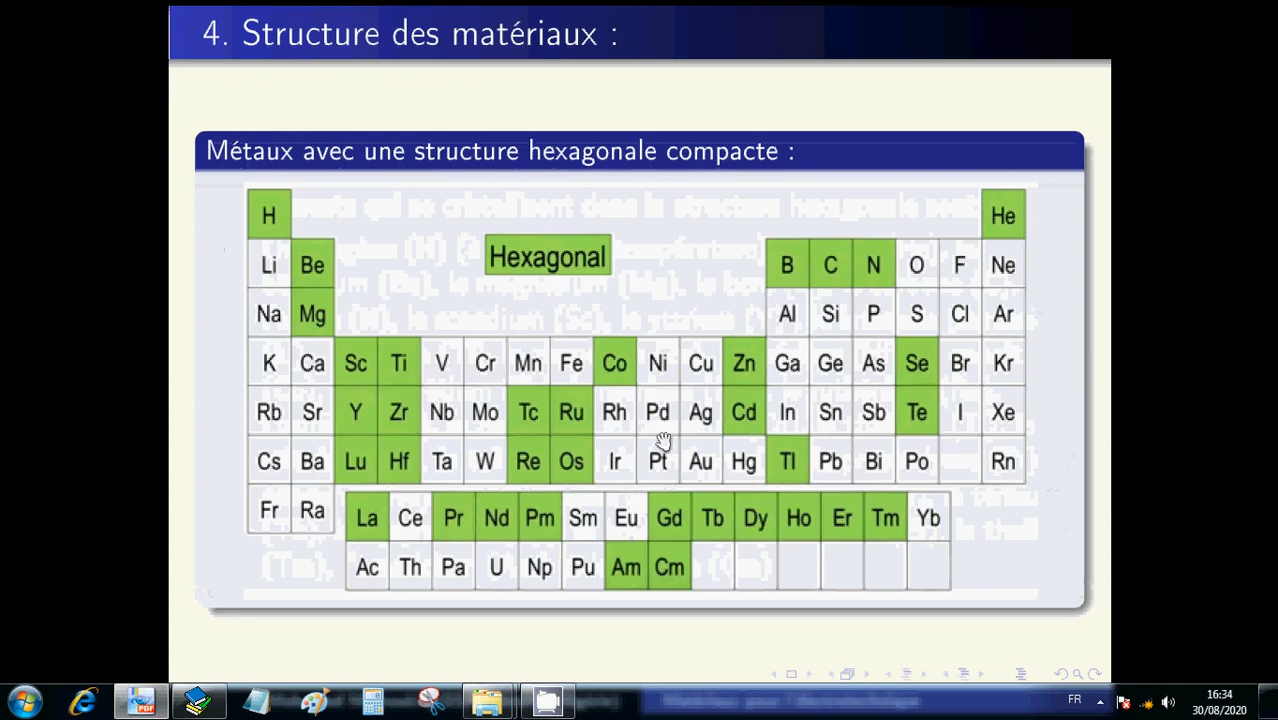 4. Structure des matériaux :
Métaux avec une structure hexagonale compacte :
H He
Hexagonal
Li Be B C N O F Ne
Na Mg Al Si P S Cl Ar
K Ca Sc Ti V Cr Mn Fe Co Ni Cu Zn Ga Ge As Se Br Kr
Rb Sr Y Zr Nb Mo Tc Ru Rh Pd Ag Cd In Sn Sb Te I Xe
Cs Ba Lu Hf Ta W Re Os Ir Pt Au Hg Tl Pb Bi Po Rn
Fr Ra
La Ce Pr Nd Pm Sm Eu Gd Tb Dy Ho Er Tm Yb
Ac Th Pa U Np Pu Am Cm
FR
16:34
30/08/2020